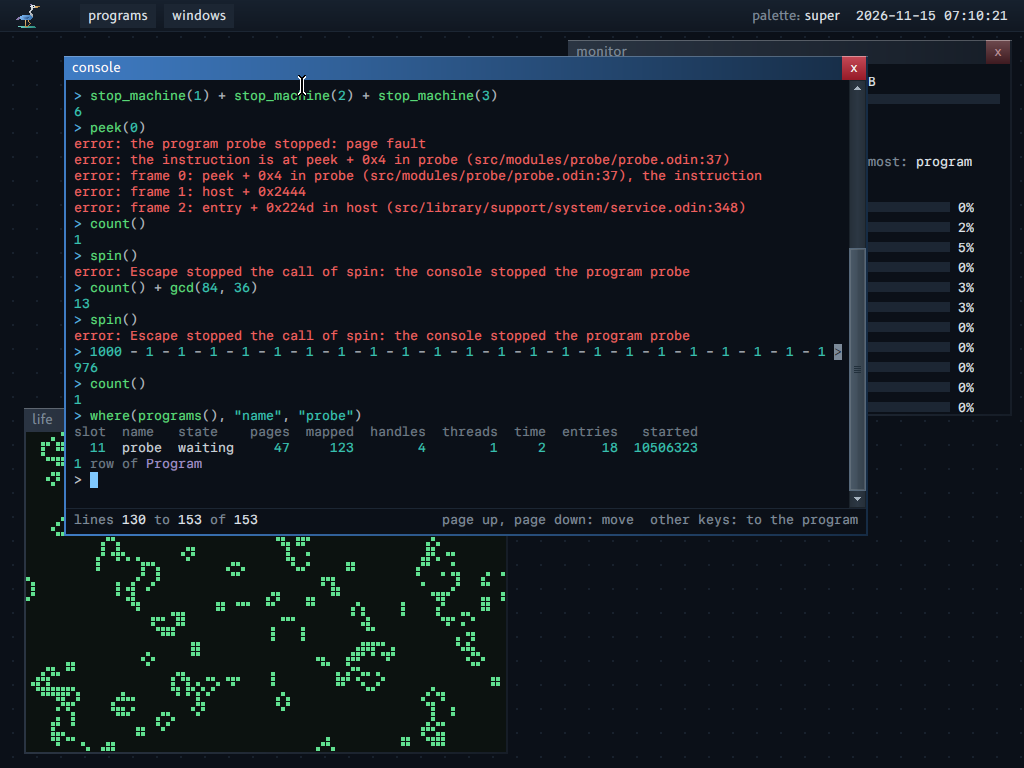 programs windows palette: super 2026-11-15 07:10:21
monitor x
console x
B
> stop_machine(1) + stop_machine(2) + stop_machine(3)
6
> peek(0)
error: the program probe stopped: page fault
error: the instruction is at peek + 0x4 in probe (src/modules/probe/probe.odin:37)
most: program
error: frame 0: peek + 0x4 in probe (src/modules/probe/probe.odin:37), the instruction
error: frame 1: host + 0x2444
error: frame 2: entry + 0x224d in host (src/library/support/system/service.odin:348)
0%
> count()
2%
1
5%
> spin()
0%
error: Escape stopped the call of spin: the console stopped the program probe
> count() + gcd(84, 36)
3%
13
3%
> spin()
0%
error: Escape stopped the call of spin: the console stopped the program probe
0%
> 1000 - 1 - 1 - 1 - 1 - 1 - 1 - 1 - 1 - 1 - 1 - 1 - 1 - 1 - 1 - 1 - 1 - 1 - 1 - 1 - 1 - 1 - 1 >
976
0%
> count()
0%
1
0%
> where(programs(), "name", "probe")
life
slot name state pages mapped handles threads time entries started
11 probe waiting 47 123 4 1 2 18 10506323
1 row of Program
>
lines 130 to 153 of 153 page up, page down: move other keys: to the program